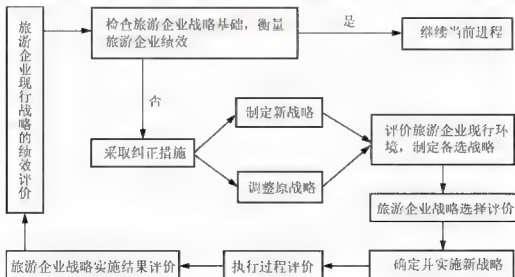 旅游企业现行战略的绩效评价
检查旅游企业战略基础，衡量
旅游企业绩效
是
继续当前进程
否
采取纠正措施
制定新战略
调整原战略
评价旅游企业现行环
境，制定备选战略
旅游企业战略选择评价
确定并实施新战略
执行过程评价
旅游企业战略实施结果评价